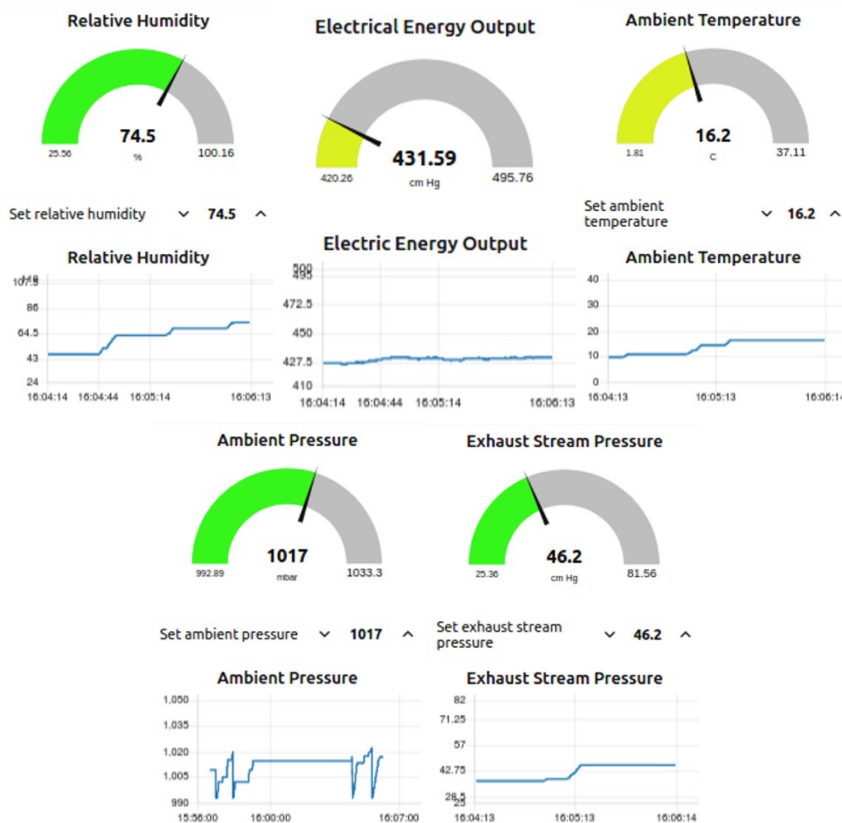 Relative Humidity
Electrical Energy Output
Ambient Temperature
74.5
%
25.56
100.16
431.59
cm Hg
420.26
495.76
16.2
C
1.81
37.11
Set relative humidity 74.5
Set ambient
temperature
16.2
Relative Humidity
107.5
86
64.5
43
24
16:04:14 16:04:44 16:05:14 16:06:13
Electric Energy Output
500
495
472.5
450
427.5
410
16:04:14 16:04:44 16:05:14 16:06:13
Ambient Temperature
40
30
20
10
0
16:04:13 16:05:13 16:06:14
Ambient Pressure
1017
mbar
992.89
1033.3
Exhaust Stream Pressure
46.2
cm Hg
25.36
81.56
Set ambient pressure 1017
Set exhaust stream
pressure
46.2
Ambient Pressure
1,050
1,035
1,020
1,005
990
15:56:00 16:00:00 16:07:00
Exhaust Stream Pressure
82
71.25
57
42.75
28.5
25
16:04:13 16:05:13 16:06:14